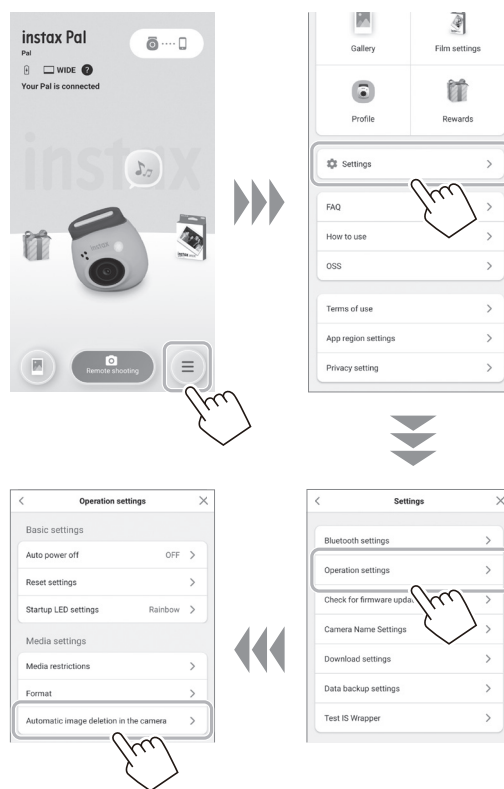 instax Pal
Pal
WIDE ?
Your Pal is connected
instax
instax
Remote shooting
Gallery
Film settings
Profile
Rewards
Settings
FAQ
How to use
OSS
Terms of use
App region settings
Privacy setting
Settings
Bluetooth settings
Operation settings
Check for firmware updat
Camera Name Settings
Download settings
Data backup settings
Test IS Wrapper
Operation settings
Basic settings
Auto power off OFF
Reset settings
Startup LED settings Rainbow
Media settings
Media restrictions
Format
Automatic image deletion in the camera